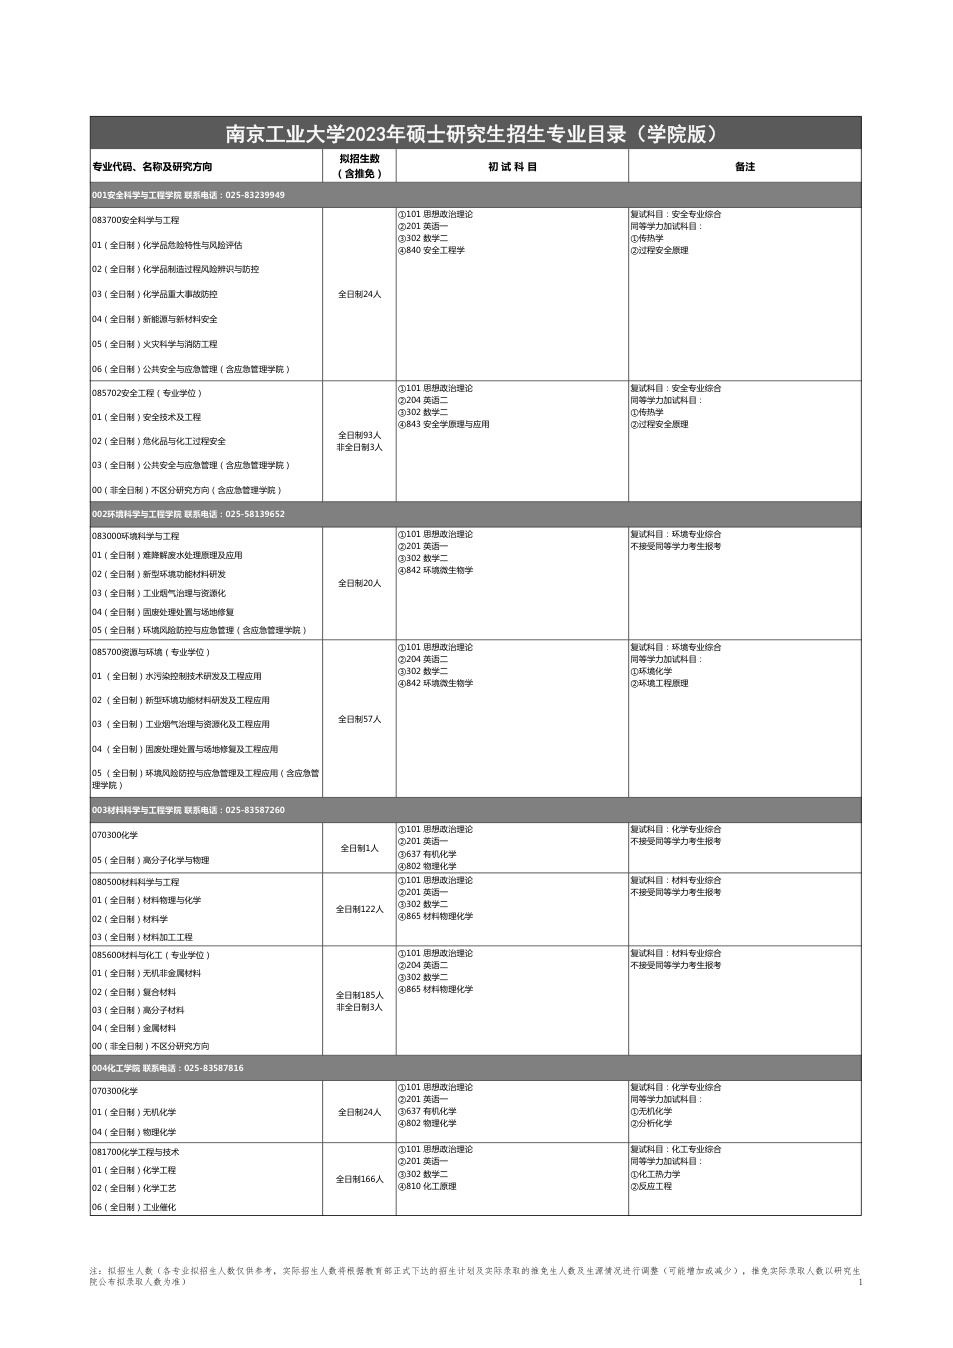 南京工业大学2023年硕士研究生招生专业目录（学院版）
专业代码、名称及研究方向
拟招生数
（含推免）
初 试 科 目
备注
001安全科学与工程学院 联系电话：025-83239949
083700安全科学与工程
01（全日制）化学品危险特性与风险评估
02（全日制）化学品制造过程风险辨识与防控
03（全日制）化学品重大事故防控
04（全日制）新能源与新材料安全
05（全日制）火灾科学与消防工程
06（全日制）公共安全与应急管理（含应急管理学院）
全日制24人
①101 思想政治理论
②201 英语一
③302 数学二
④840 安全工程学
复试科目：安全专业综合
同等学力加试科目：
①传热学
②过程安全原理
085702安全工程（专业学位）
01（全日制）安全技术及工程
02（全日制）危化品与化工过程安全
03（全日制）公共安全与应急管理（含应急管理学院）
00（非全日制）不区分研究方向（含应急管理学院）
全日制93人
非全日制3人
①101 思想政治理论
②204 英语二
③302 数学二
④843 安全学原理与应用
复试科目：安全专业综合
同等学力加试科目：
①传热学
②过程安全原理
002环境科学与工程学院 联系电话：025-58139652
083000环境科学与工程
01（全日制）难降解废水处理原理及应用
02（全日制）新型环境功能材料研发
03（全日制）工业烟气治理与资源化
04（全日制）固废处理处置与场地修复
05（全日制）环境风险防控与应急管理（含应急管理学院）
全日制20人
①101 思想政治理论
②201 英语一
③302 数学二
④842 环境微生物学
复试科目：环境专业综合
不接受同等学力考生报考
085700资源与环境（专业学位）
01 （全日制）水污染控制技术研发及工程应用
02 （全日制）新型环境功能材料研发及工程应用
03 （全日制）工业烟气治理与资源化及工程应用
04 （全日制）固废处理处置与场地修复及工程应用
05 （全日制）环境风险防控与应急管理及工程应用（含应急管
理学院）
全日制57人
①101 思想政治理论
②204 英语二
③302 数学二
④842 环境微生物学
复试科目：环境专业综合
同等学力加试科目：
①环境化学
②环境工程原理
003材料科学与工程学院 联系电话：025-83587260
070300化学
05（全日制）高分子化学与物理
全日制1人
①101 思想政治理论
②201 英语一
③637 有机化学
④802 物理化学
复试科目：化学专业综合
不接受同等学力考生报考
080500材料科学与工程
01（全日制）材料物理与化学
02（全日制）材料学
03（全日制）材料加工工程
全日制122人
①101 思想政治理论
②201 英语一
③302 数学二
④865 材料物理化学
复试科目：材料专业综合
不接受同等学力考生报考
085600材料与化工（专业学位）
01（全日制）无机非金属材料
02（全日制）复合材料
03（全日制）高分子材料
04（全日制）金属材料
00（非全日制）不区分研究方向
全日制185人
非全日制3人
①101 思想政治理论
②204 英语二
③302 数学二
④865 材料物理化学
复试科目：材料专业综合
不接受同等学力考生报考
004化工学院 联系电话：025-83587816
070300化学
01（全日制）无机化学
04（全日制）物理化学
全日制24人
①101 思想政治理论
②201 英语一
③637 有机化学
④802 物理化学
复试科目：化学专业综合
同等学力加试科目：
①无机化学
②分析化学
081700化学工程与技术
01（全日制）化学工程
02（全日制）化学工艺
06（全日制）工业催化
全日制166人
①101 思想政治理论
②201 英语一
③302 数学二
④810 化工原理
复试科目：化工专业综合
同等学力加试科目：
①化工热力学
②反应工程
注：拟招生人数（各专业拟招生人数仅供参考，实际招生人数将根据教育部正式下达的招生计划及实际录取的推免生人数及生源情况进行调整（可能增加或减少），推免实际录取人数以研究生
院公布拟录取人数为准）
1